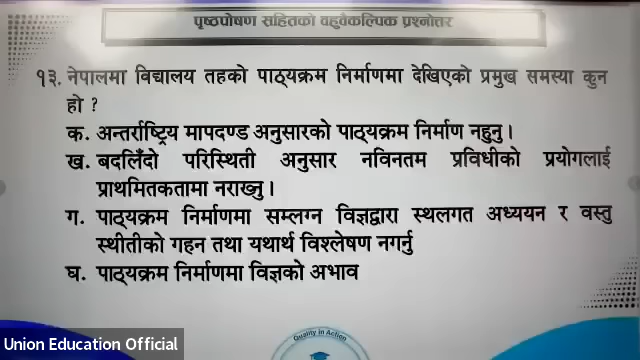 पृष्ठपोषण सहितको वहुवैकल्पिक प्रश्नोत्तर
१३. नेपालमा विद्यालय तहको पाठ्यक्रम निर्माणमा देखिएको प्रमुख समस्या कुन
हो ?
क. अन्तर्राष्ट्रिय मापदण्ड अनुसारको पाठ्यक्रम निर्माण नहुनु ।
ख. बदलिँदो परिस्थिती अनुसार नविनतम प्रविधीको प्रयोगलाई
प्राथमितकतामा नराख्नु ।
ग. पाठ्यक्रम निर्माणमा सम्लग्न विज्ञद्वारा स्थलगत अध्ययन र वस्तु
स्थीतीको गहन तथा यथार्थ विश्लेषण नगर्नु
घ. पाठ्यक्रम निर्माणमा विज्ञको अभाव
Quality in Action
Union Education Official